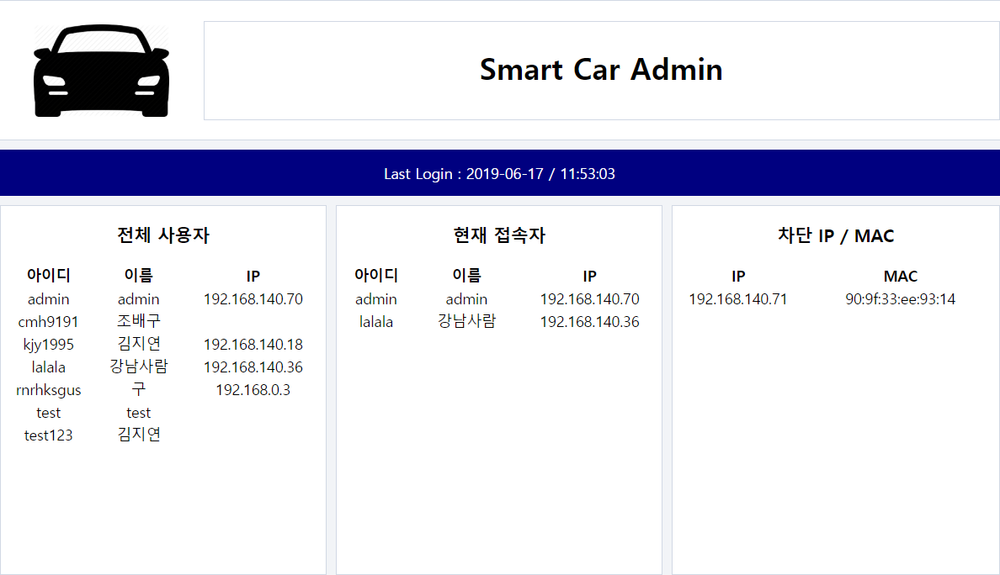 Smart Car Admin
Last Login : 2019-06-17 / 11:53:03
전체 사용자
아이디 이름 IP
admin admin 192.168.140.70
cmh9191 조배구
kjy1995 김지연 192.168.140.18
lalala 강남사람 192.168.140.36
rnrhksgus 구 192.168.0.3
test test
test123 김지연
현재 접속자
아이디 이름 IP
admin admin 192.168.140.70
lalala 강남사람 192.168.140.36
차단 IP / MAC
IP MAC
192.168.140.71 90:9f:33:ee:93:14